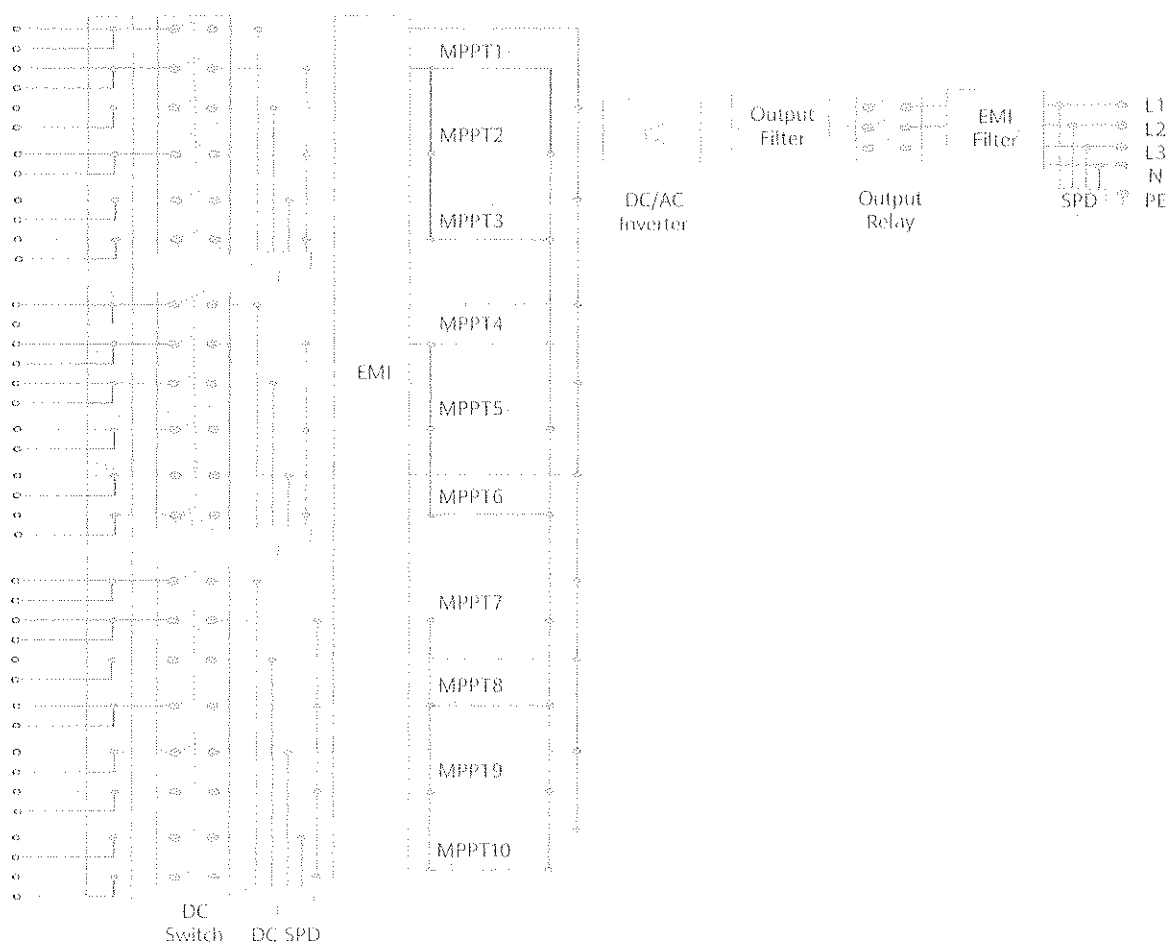 MPPT1
MPPT2
MPPT3
MPPT4
MPPT5
MPPT6
MPPT7
MPPT8
MPPT9
MPPT10
EMI
DC
Switch
DC SPD
DC/AC
Inverter
Output
Filter
Output
Relay
EMI
Filter
SPD
L1
L2
L3
N
PE